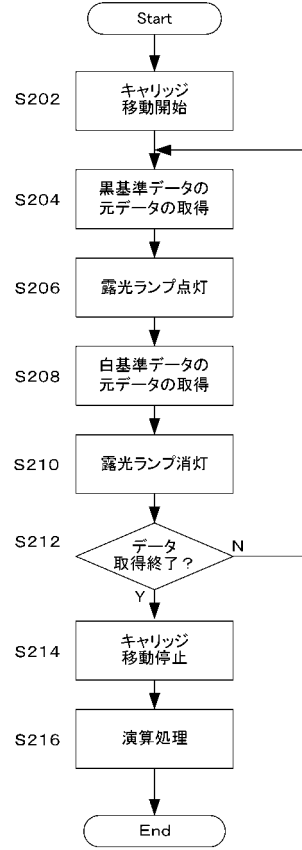 Start
S202
キャリッジ
移動開始
S204
黒基準データの
元データの取得
S206
露光ランプ点灯
S208
白基準データの
元データの取得
S210
露光ランプ消灯
S212
データ
取得終了？
N
Y
S214
キャリッジ
移動停止
S216
演算処理
End